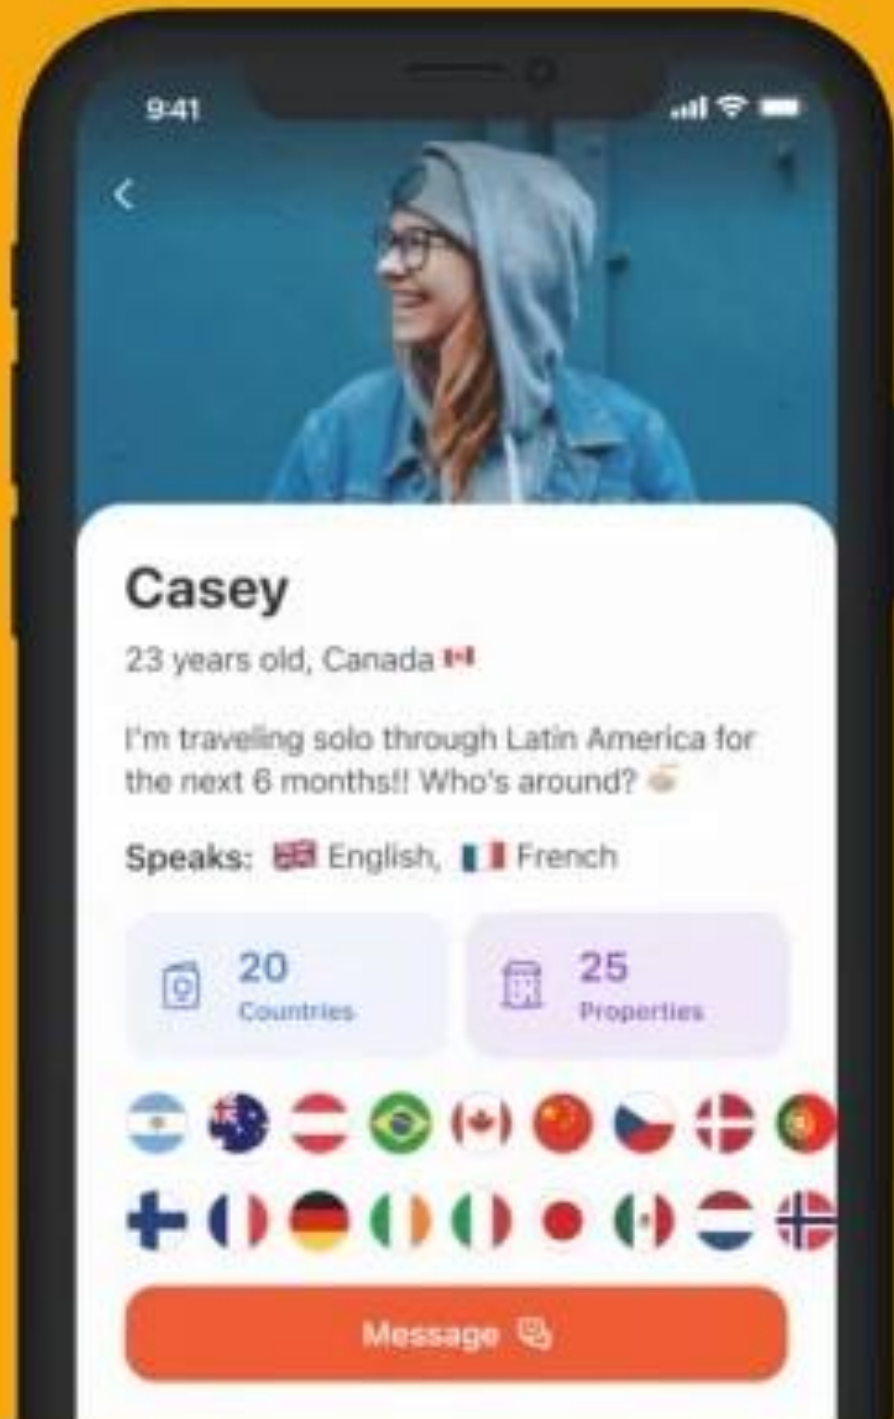 9:41
Casey
23 years old, Canada
I'm traveling solo through Latin America for
the next 6 months!! Who's around?
Speaks: English, French
20
Countries
25
Properties
Message